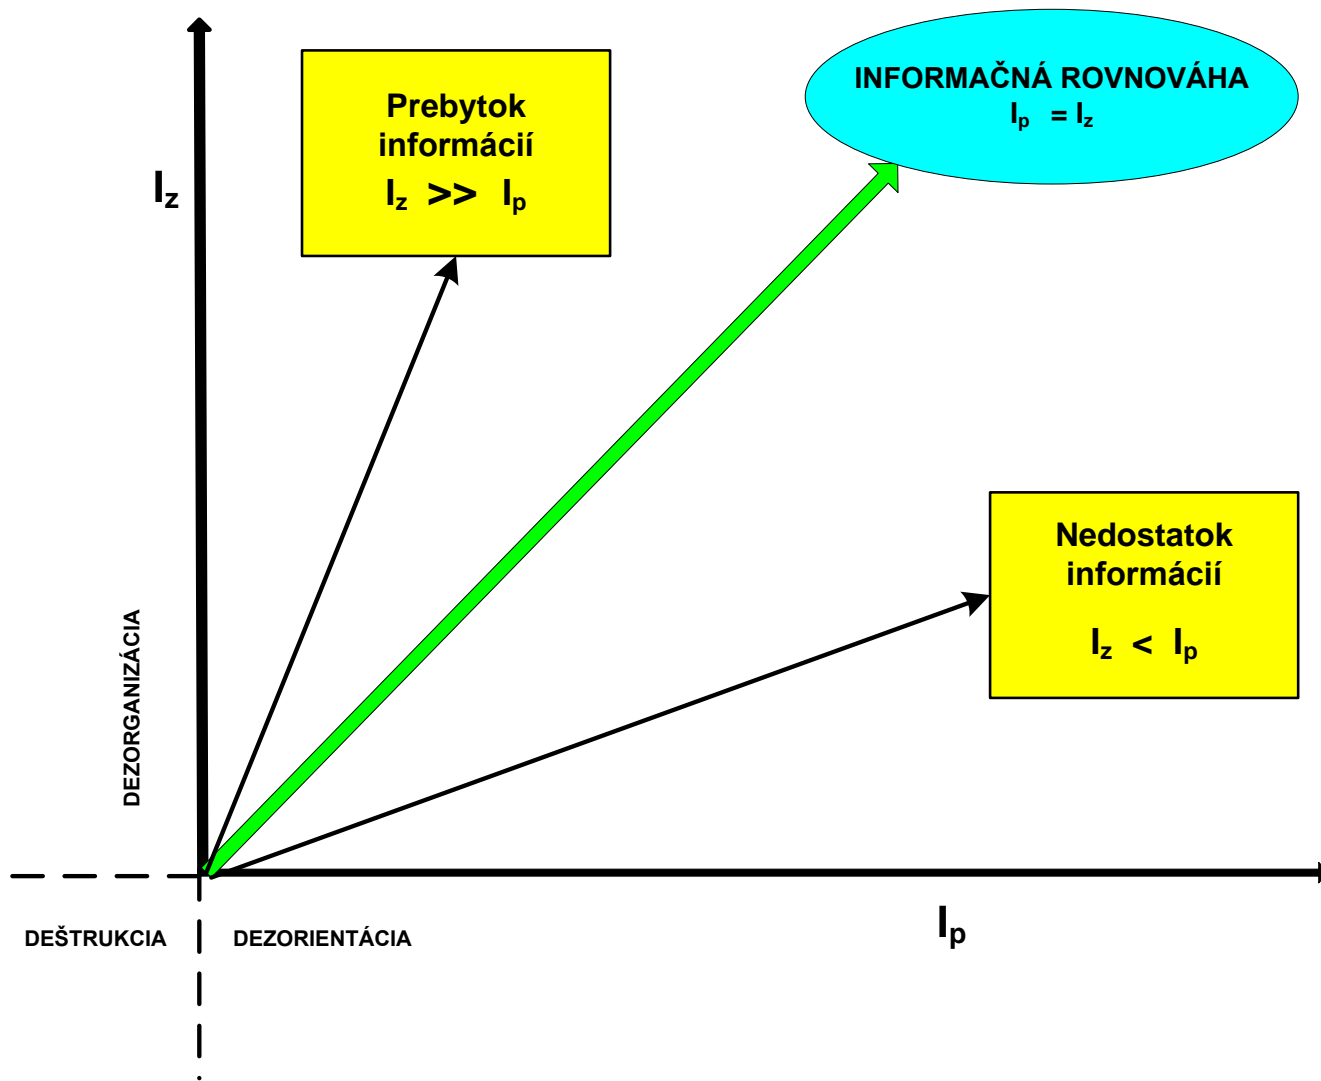 INFORMAČNÁ ROVNOVÁHA
Ip = Iz
Prebytok
informácií
Iz >> Ip
Iz
Nedostatok
informácií
Iz < Ip
DEZORGANIZÁCIA
DEŠTRUKCIA
DEZORIENTÁCIA
Ip